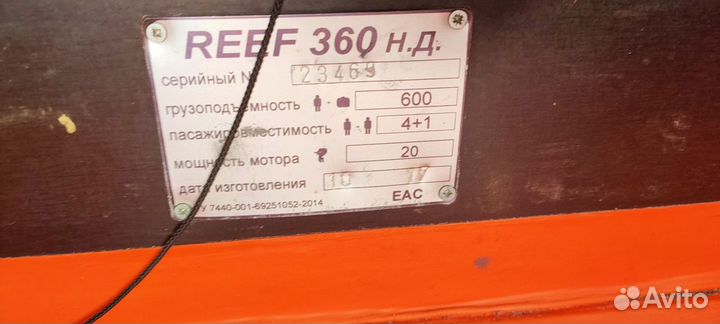 REEF 360 Н.Д.
серийный № 23469
грузоподъемность 600
пасажировместимость 4+1
мощность мотора 20
дата изготовления 10 17
ТУ 7440-001-69251052-2014 EAC
Avito